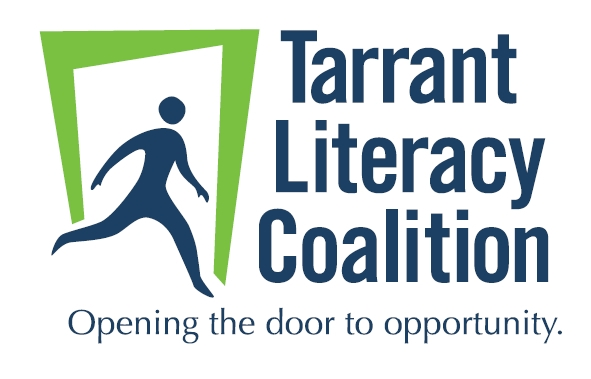 Tarrant
Literacy
Coalition
Opening the door to opportunity.